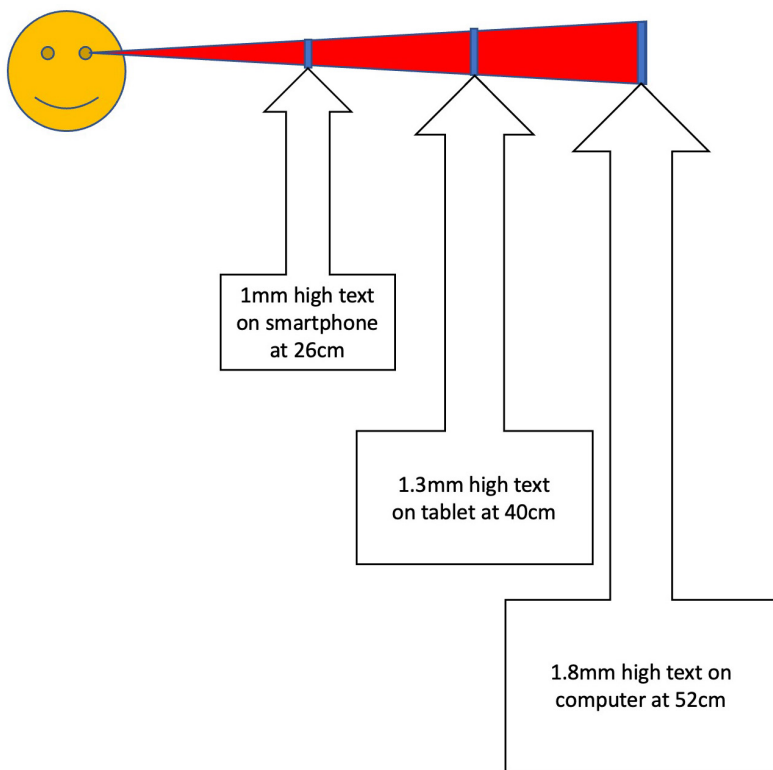 1mm high text
on smartphone
at 26cm
1.3mm high text
on tablet at 40cm
1.8mm high text on
computer at 52cm